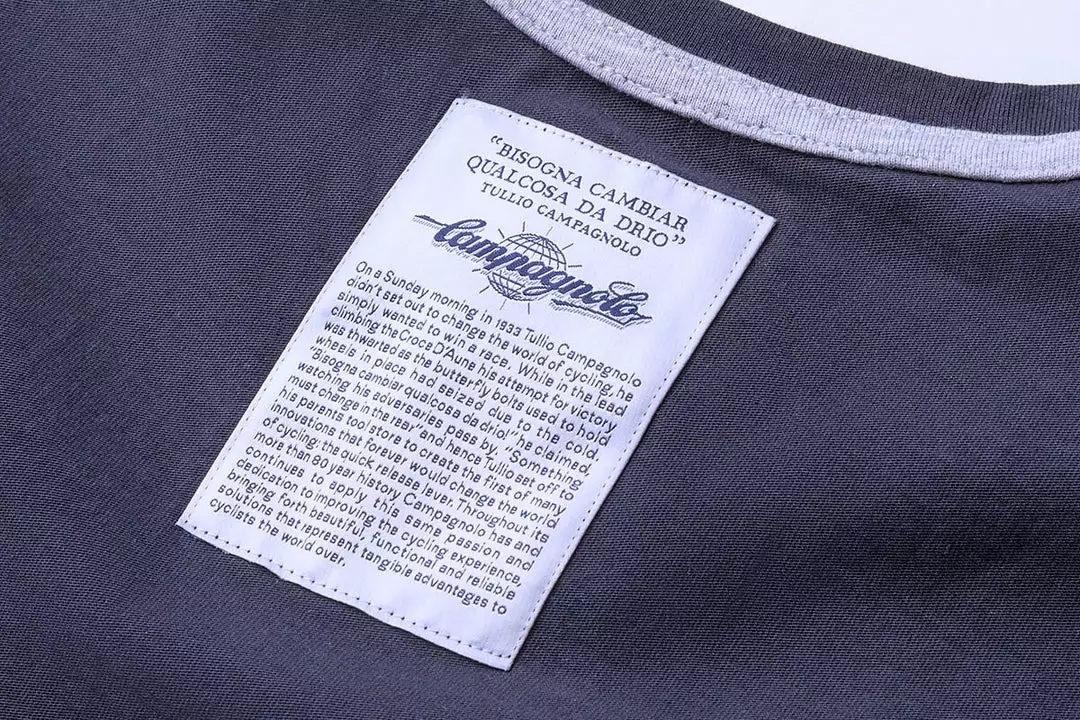 "BISOGNA CAMBIAR
QUALCOSA DA DRIO"
TULLIO CAMPAGNOLO
Campagnolo
On a Sunday morning in 1933 Tullio Campagnolo
didn't set out to change the world of cycling, he
simply wanted to win a race. While in the lead
climbing the Croce D'Aune his attempt for victory
was thwarted as the butterfly bolts used to hold
wheels in place had seized due to the cold.
"Bisogna cambiar qualcosa da drio!" he claimed,
watching his adversaries pass by. "Something
must change in the rear" and hence Tullio set off to
his parents tool store to create the first of many
innovations that forever would change the world
of cycling: the quick release lever. Throughout its
more than 80 year history Campagnolo has and
continues to apply this same passion and
dedication to improving the cycling experience,
bringing forth beautiful, functional and reliable
solutions that represent tangible advantages to
cyclists the world over.